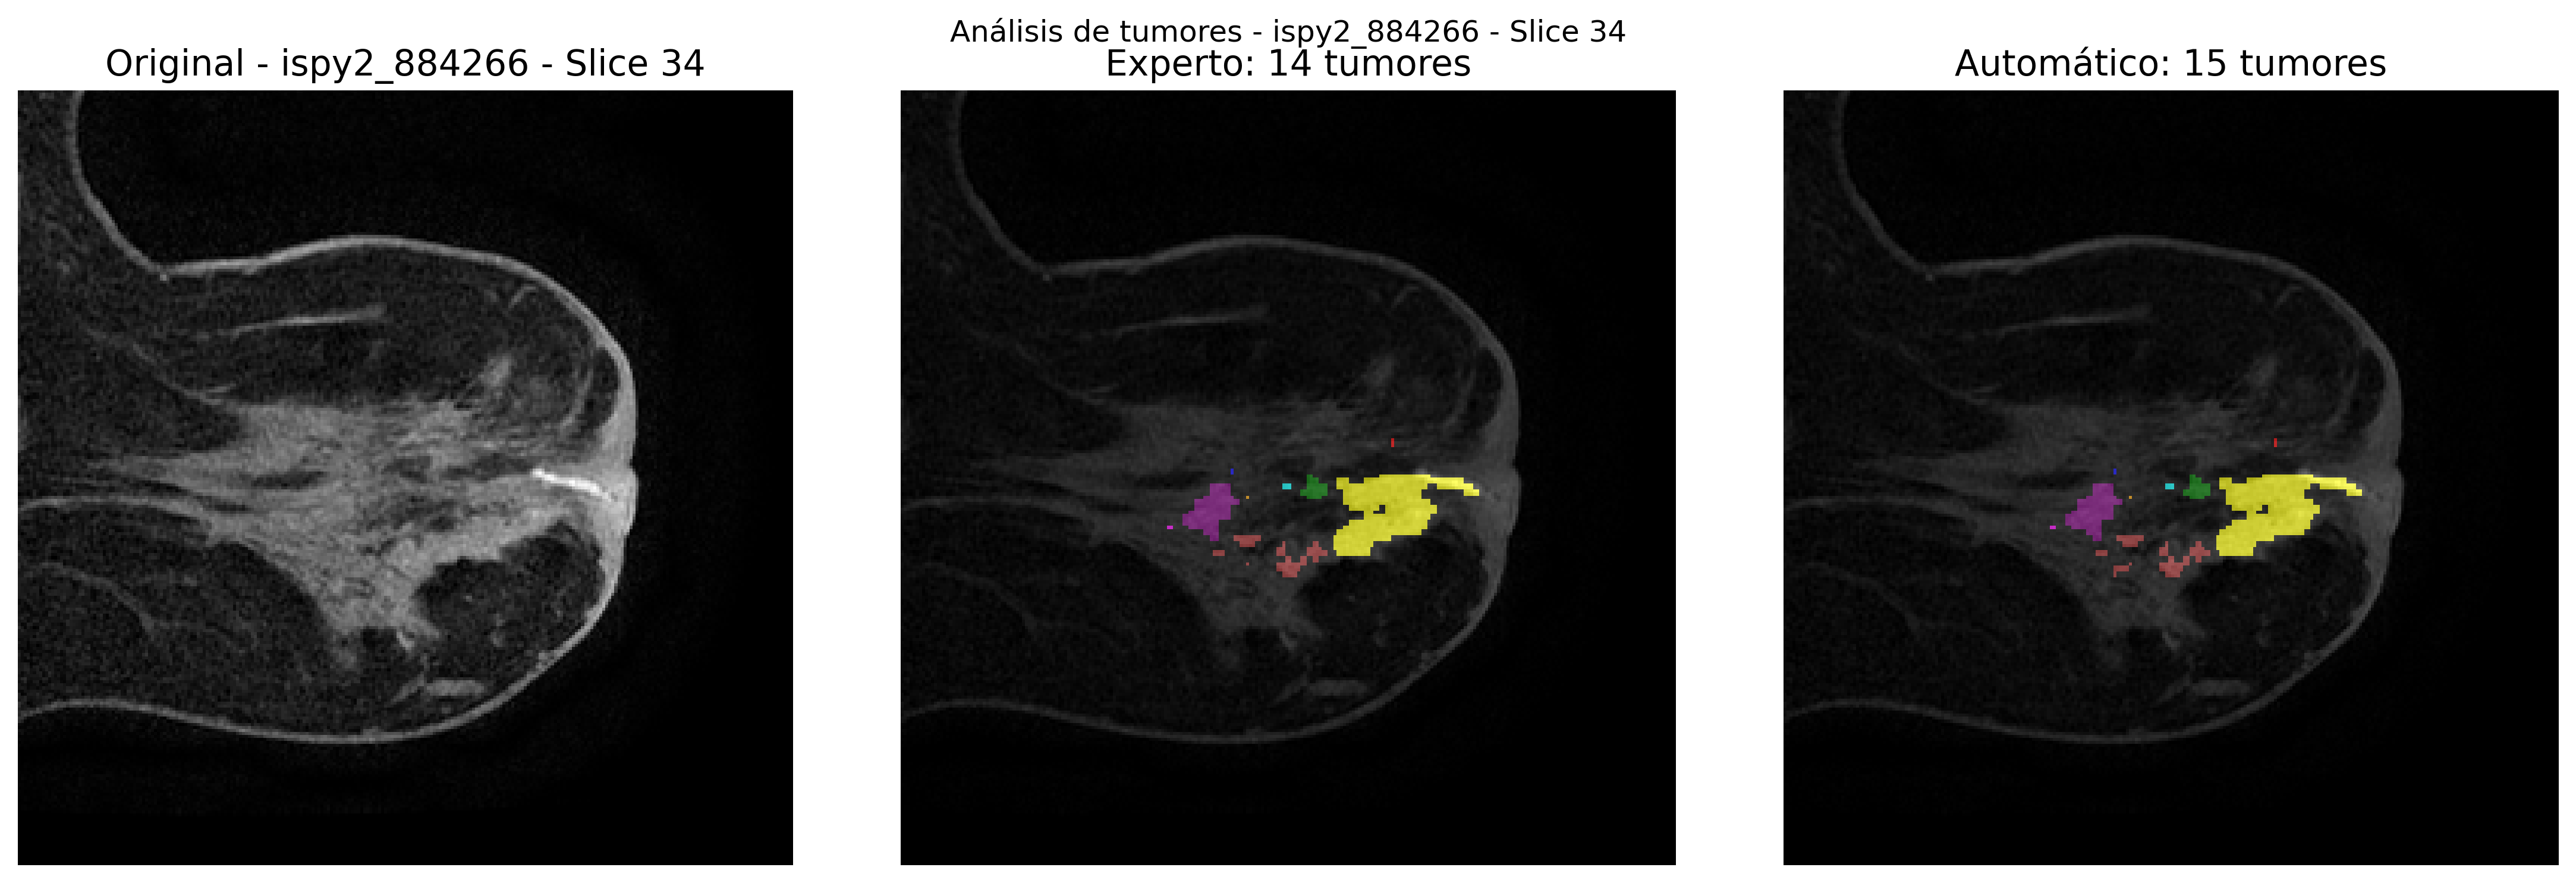 Análisis de tumores - ispy2_884266 - Slice 34
Original - ispy2_884266 - Slice 34
Experto: 14 tumores
Automático: 15 tumores